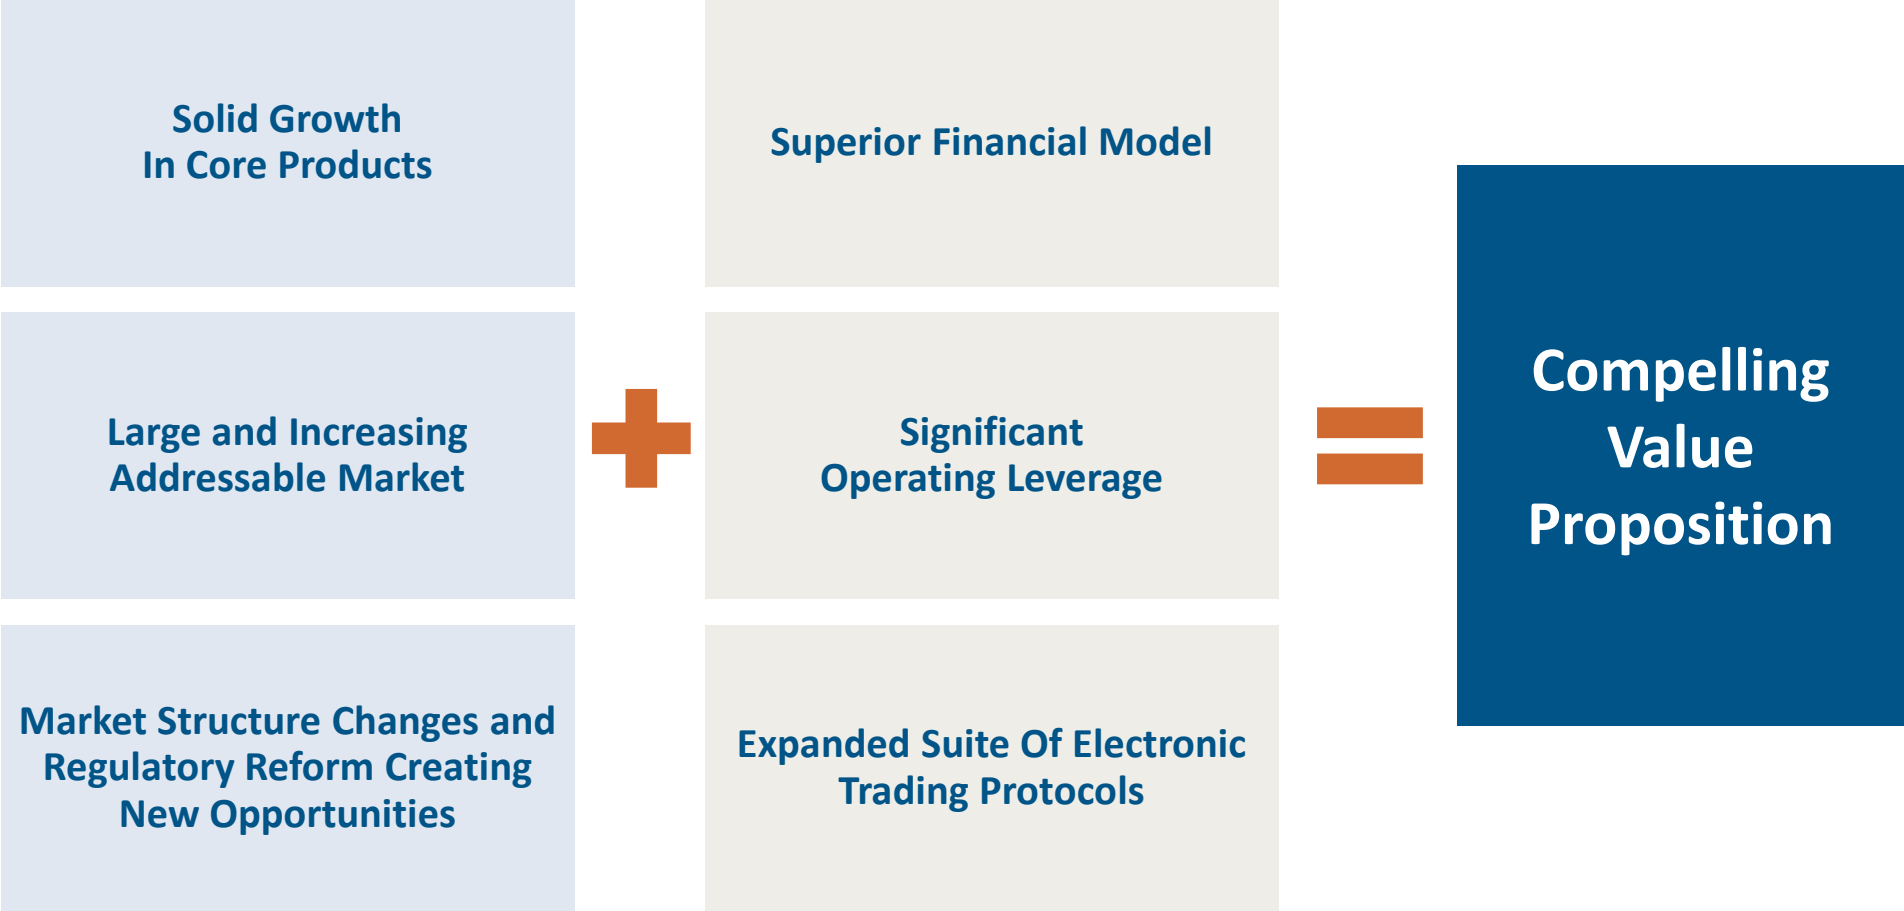 Solid Growth
In Core Products
Large and Increasing
Addressable Market
Market Structure Changes and
Regulatory Reform Creating
New Opportunities
Superior Financial Model
Significant
Operating Leverage
Expanded Suite Of Electronic
Trading Protocols
Compelling
Value
Proposition